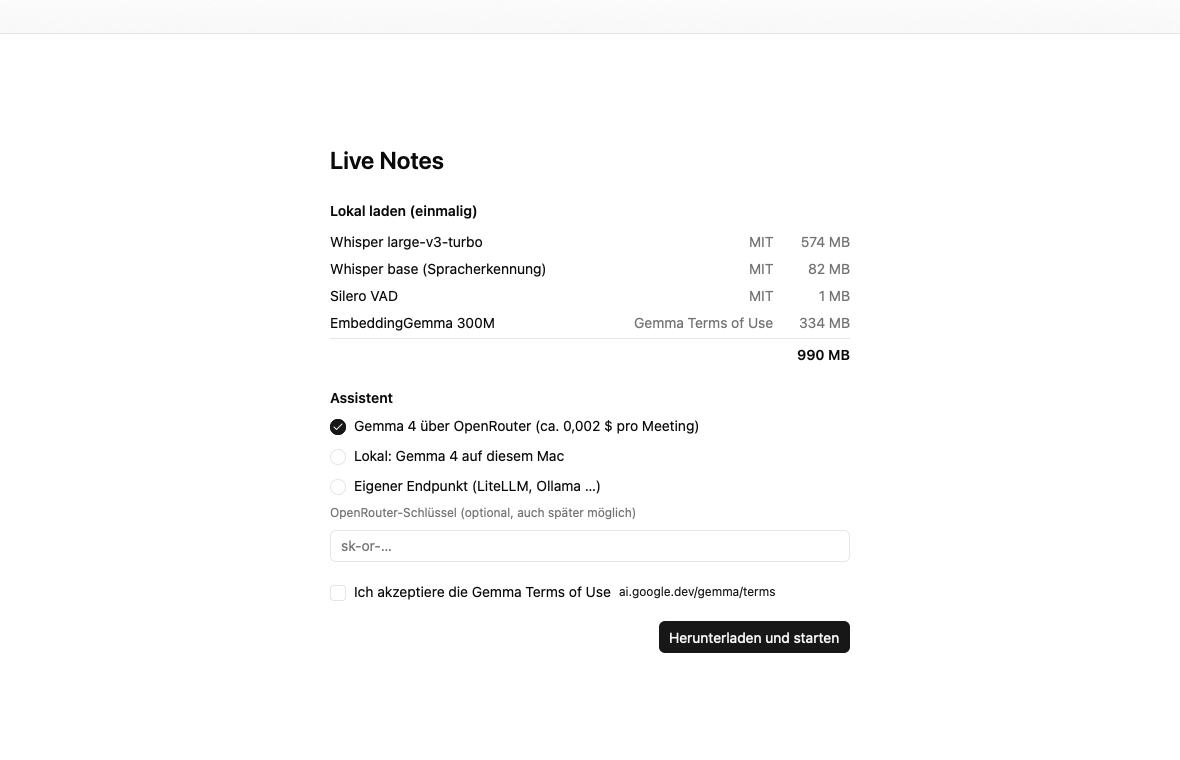 Live Notes
Lokal laden (einmalig)
Whisper large-v3-turbo MIT 574 MB
Whisper base (Spracherkennung) MIT 82 MB
Silero VAD MIT 1 MB
EmbeddingGemma 300M Gemma Terms of Use 334 MB
990 MB
Assistent
Gemma 4 über OpenRouter (ca. 0,002 $ pro Meeting)
Lokal: Gemma 4 auf diesem Mac
Eigener Endpunkt (LiteLLM, Ollama …)
OpenRouter-Schlüssel (optional, auch später möglich)
sk-or-…
Ich akzeptiere die Gemma Terms of Use ai.google.dev/gemma/terms
Herunterladen und starten